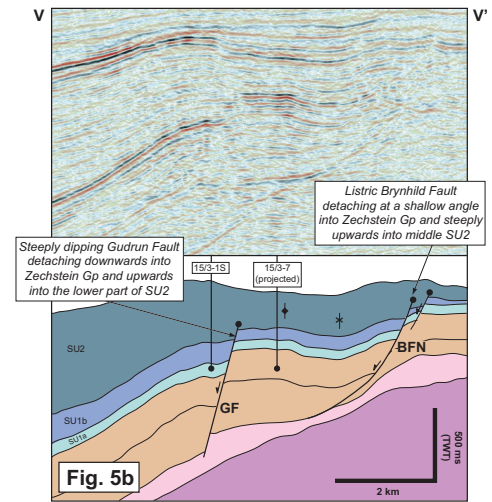 V
V'
Listric Brynhild Fault
detaching at a shallow angle
into Zechstein Gp and steeply
upwards into middle SU2
Steeply dipping Gudrun Fault
detaching downwards into
Zechstein Gp and upwards
into the lower part of SU2
15/3-1S
15/3-7
(projected)
SU2
BFN
SU1b
SU1a
GF
Fig. 5b
500 ms
(TWT)
2 km